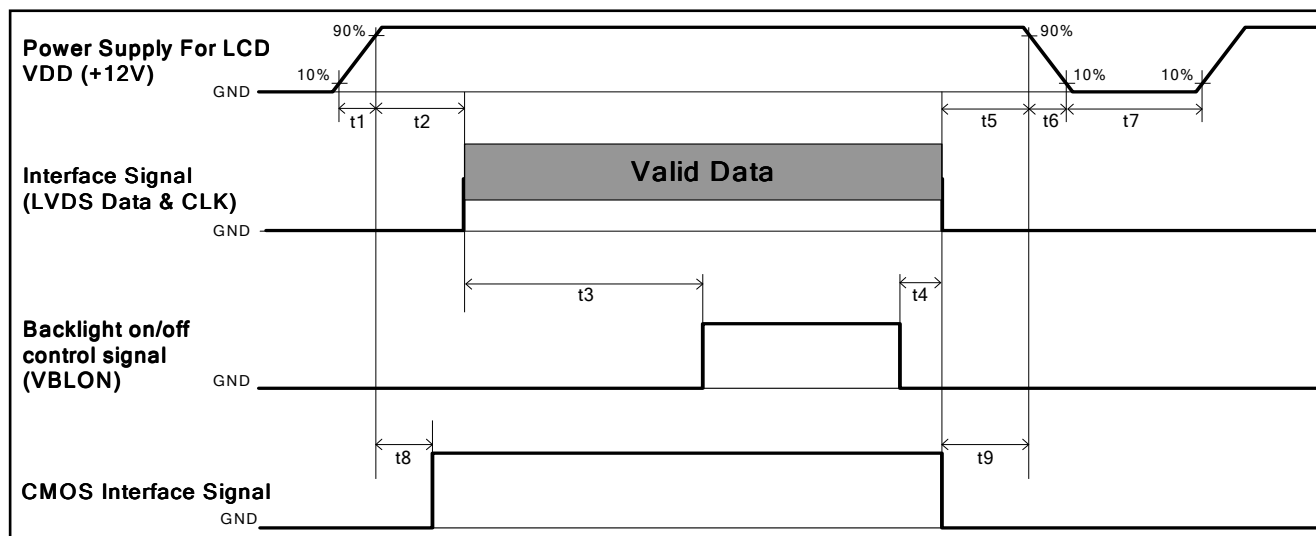 Power Supply For LCD
VDD (+12V)
90%
90%
10%
10%
10%
GND
t1
t2
t5
t6
t7
Interface Signal
(LVDS Data & CLK)
Valid Data
GND
t3
t4
Backlight on/off
control signal
(VBLON)
GND
t8
t9
CMOS Interface Signal
GND